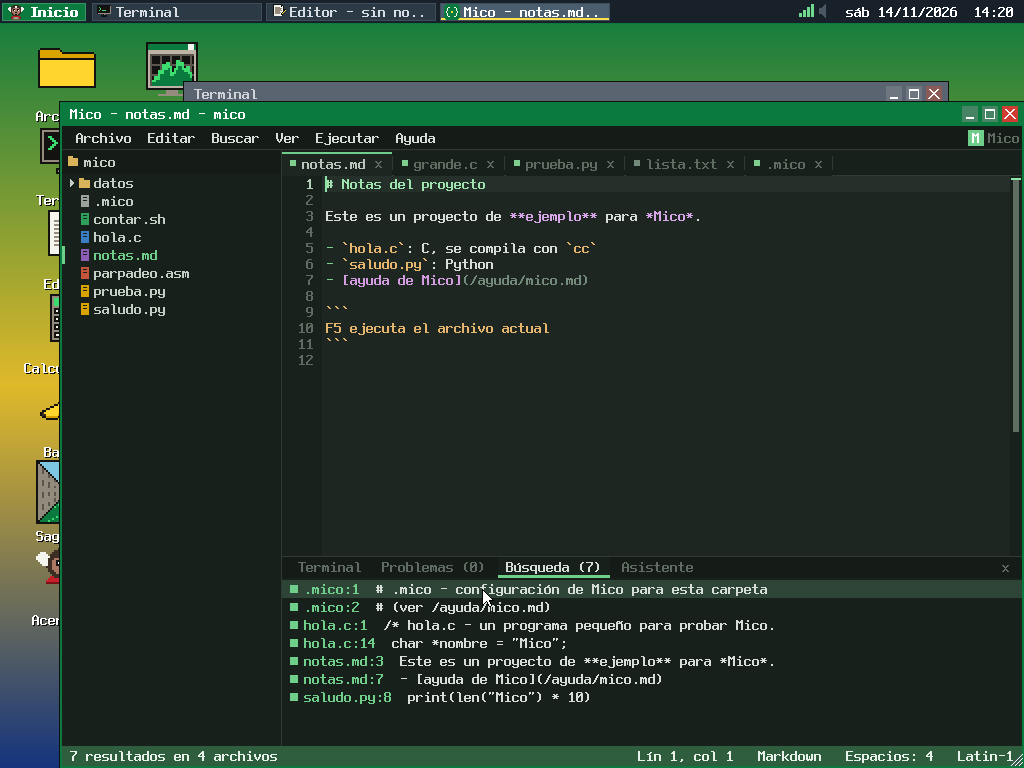 Inicio
Terminal
Editor - sin no..
Mico - notas.md..
sáb 14/11/2026 14:20
Terminal
Mico - notas.md - mico
Archivo Editar Buscar Ver Ejecutar Ayuda
M Mico
mico
datos
.mico
contar.sh
hola.c
notas.md
parpadeo.asm
prueba.py
saludo.py
notas.md × grande.c × prueba.py × lista.txt × .mico ×
1 # Notas del proyecto
2
3 Este es un proyecto de **ejemplo** para *Mico*.
4
5 - `hola.c`: C, se compila con `cc`
6 - `saludo.py`: Python
7 - [ayuda de Mico](/ayuda/mico.md)
8
9 ```
10 F5 ejecuta el archivo actual
11 ```
12
Terminal Problemas (0) Búsqueda (7) Asistente ×
.mico:1 # .mico - configuración de Mico para esta carpeta
.mico:2 # (ver /ayuda/mico.md)
hola.c:1 /* hola.c - un programa pequeño para probar Mico.
hola.c:14 char *nombre = "Mico";
notas.md:3 Este es un proyecto de **ejemplo** para *Mico*.
notas.md:7 - [ayuda de Mico](/ayuda/mico.md)
saludo.py:8 print(len("Mico") * 10)
7 resultados en 4 archivos
Lín 1, col 1 Markdown Espacios: 4 Latin-1
Arc
Ter
Ed
Calc
Ba
Sag
Acer